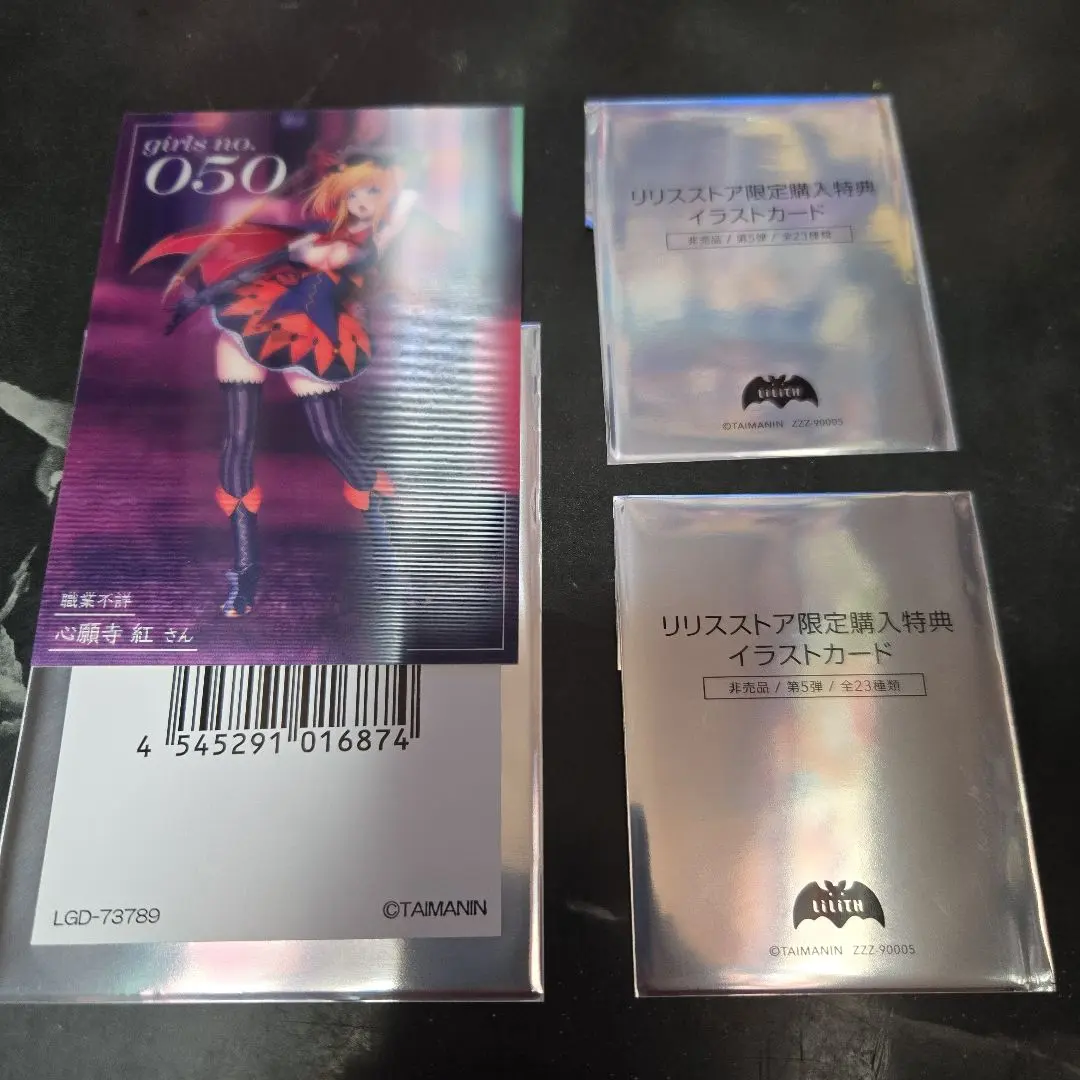 girls no.
050
職業不詳
心願寺 紅 さん
4 545291 016874
LGD-73789
©TAIMANIN
リリスストア限定購入特典
イラストカード
非売品 / 第5弾 / 全23種類
LiLiTH
©TAIMANIN ZZZ-90005
リリスストア限定購入特典
イラストカード
非売品 / 第5弾 / 全23種類
LiLiTH
©TAIMANIN ZZZ-90005